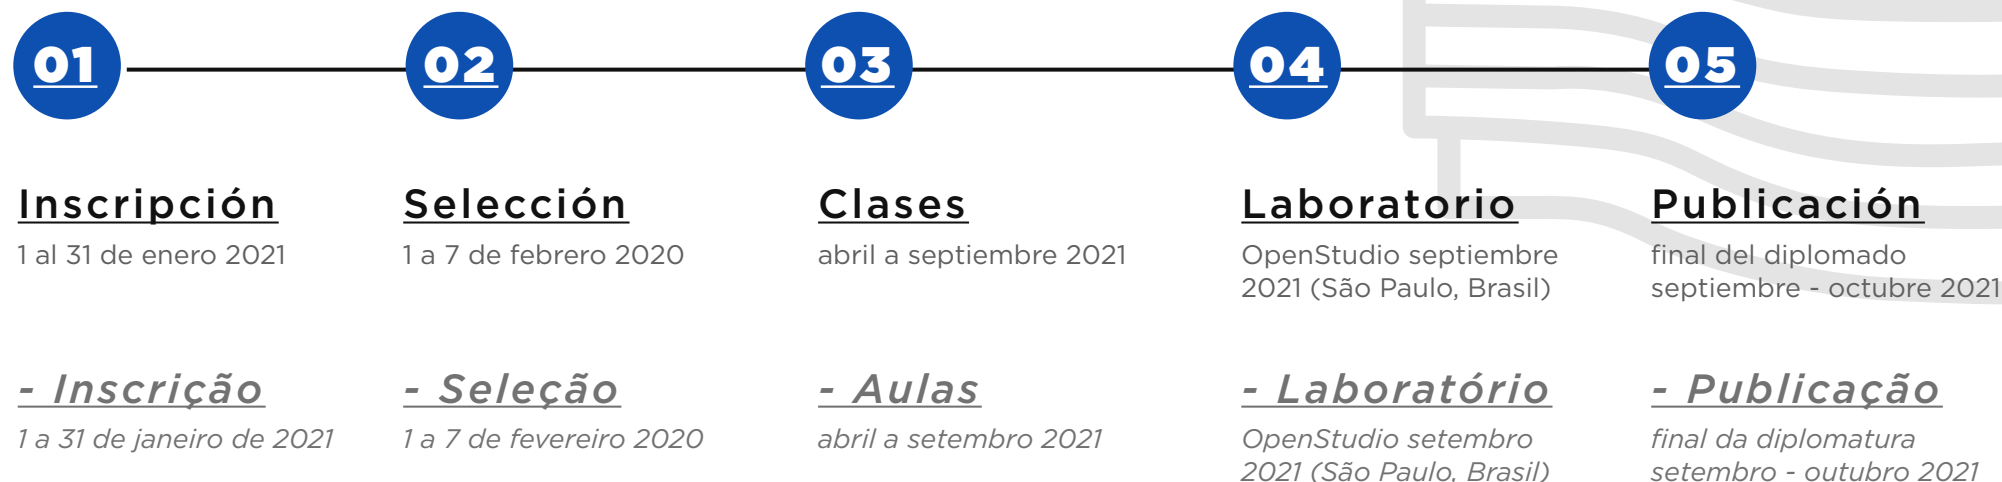 01
02
03
04
05
Inscripción
1 al 31 de enero 2021
Selección
1 a 7 de febrero 2020
Clases
abril a septiembre 2021
Laboratorio
OpenStudio septiembre
2021 (São Paulo, Brasil)
Publicación
final del diplomado
septiembre - octubre 2021
- Inscrição
1 a 31 de janeiro de 2021
- Seleção
1 a 7 de fevereiro 2020
- Aulas
abril a setembro 2021
- Laboratório
OpenStudio setembro
2021 (São Paulo, Brasil)
- Publicação
final da diplomatura
setembro - outubro 2021